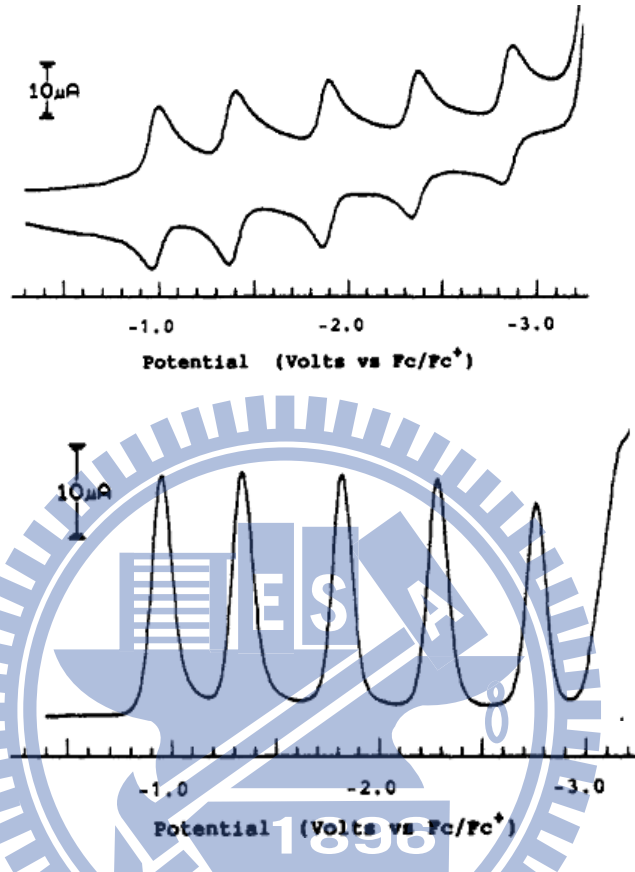 10μA
-1.0 -2.0 -3.0
Potential (Volts vs Fc/Fc⁺)
10μA
E S A
-1.0 -2.0 -3.0
Potential (Volts vs Fc/Fc⁺)
1896